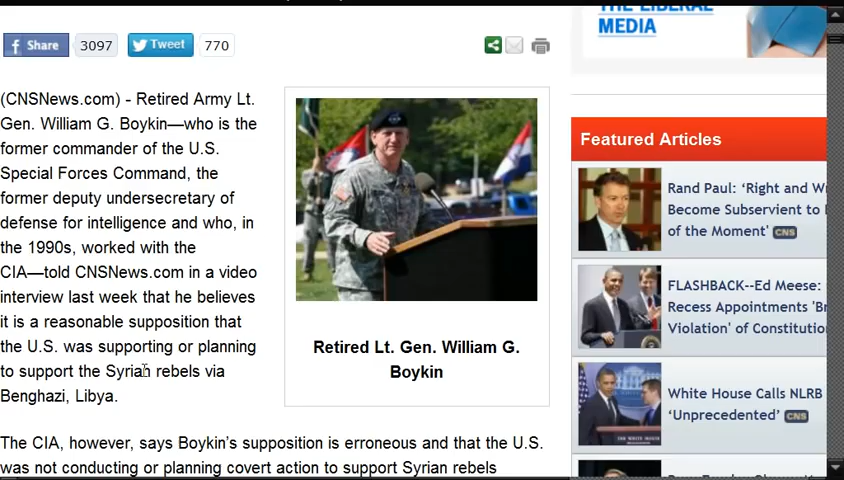 THE LIBERAL
MEDIA
Share 3097 Tweet 770
(CNSNews.com) - Retired Army Lt.
Gen. William G. Boykin—who is the
former commander of the U.S.
Special Forces Command, the
former deputy undersecretary of
defense for intelligence and who, in
the 1990s, worked with the
CIA—told CNSNews.com in a video
interview last week that he believes
it is a reasonable supposition that
the U.S. was supporting or planning
to support the Syrian rebels via
Benghazi, Libya.
Retired Lt. Gen. William G.
Boykin
The CIA, however, says Boykin's supposition is erroneous and that the U.S.
was not conducting or planning covert action to support Syrian rebels
Featured Articles
Rand Paul: 'Right and W
Become Subservient to
of the Moment' CNS
FLASHBACK--Ed Meese:
Recess Appointments 'B
Violation' of Constitutio
White House Calls NLRB
'Unprecedented' CNS